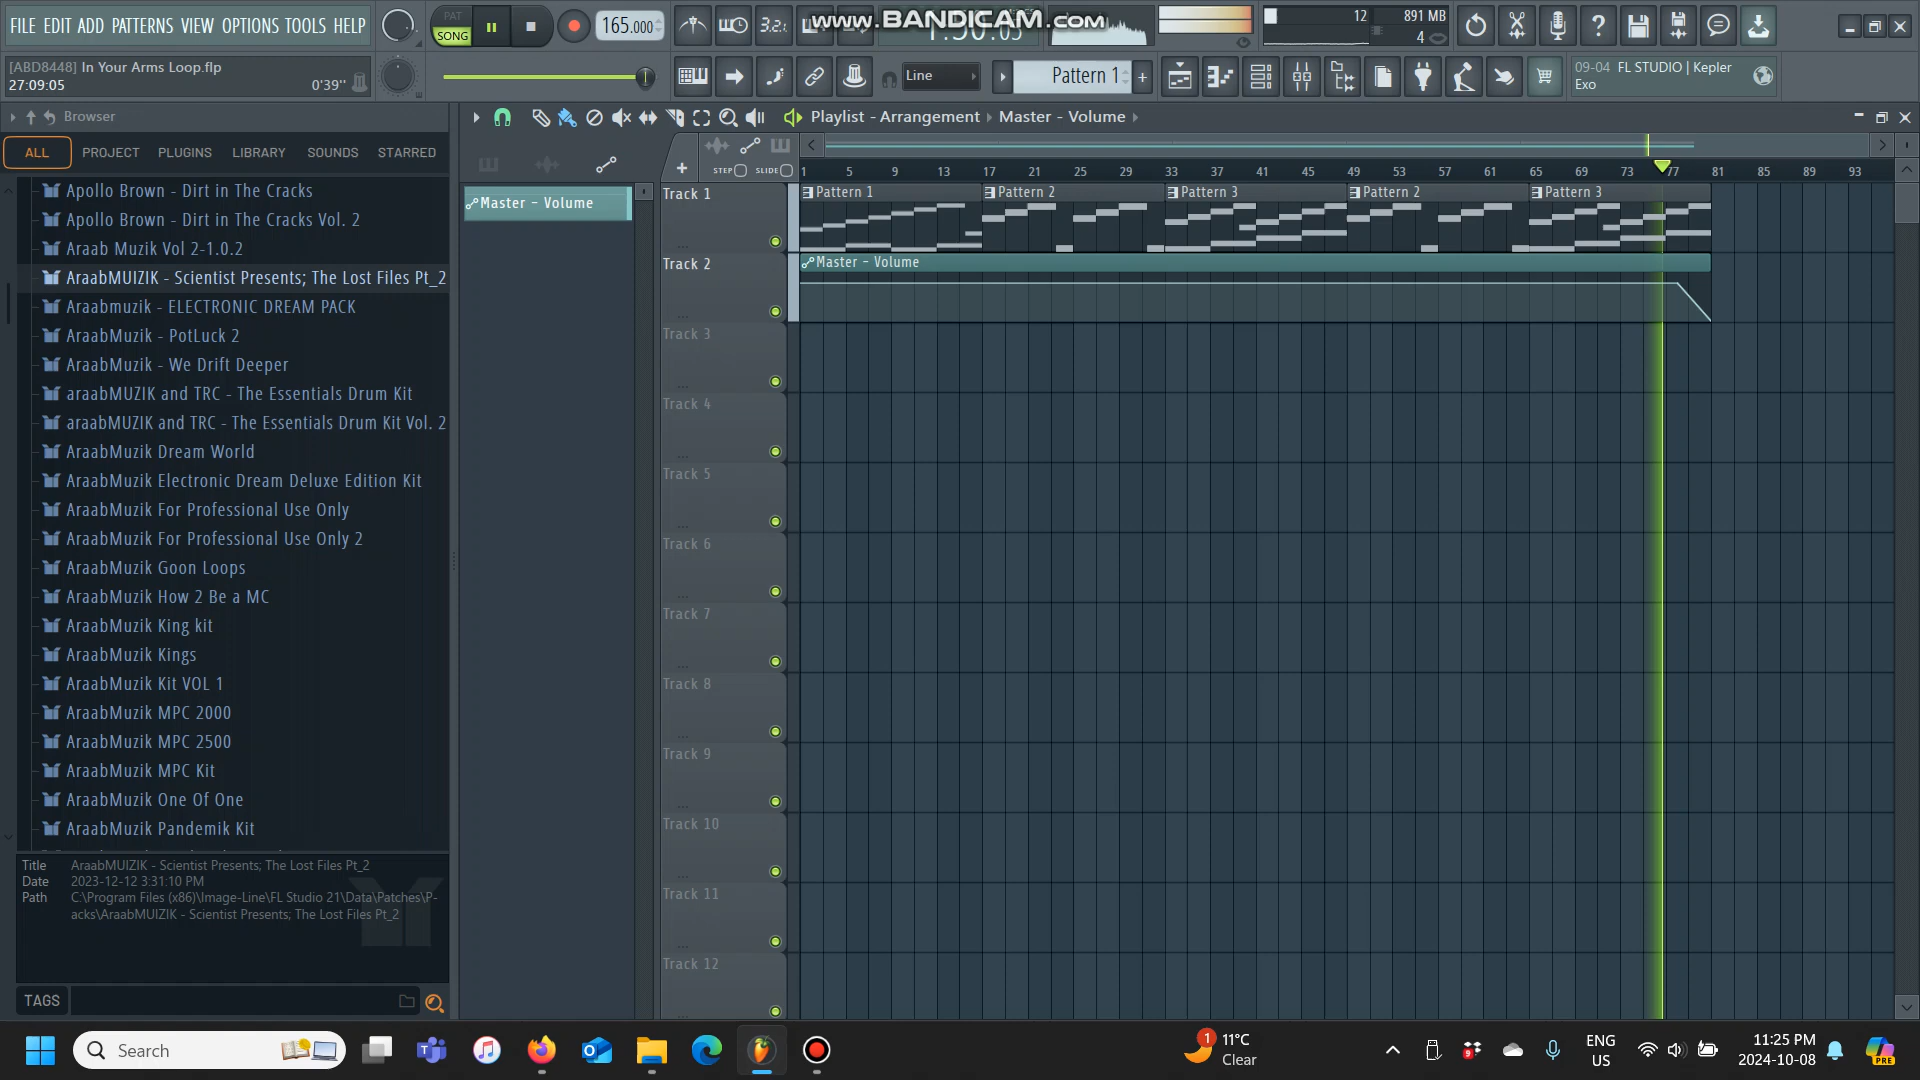 FILE EDIT ADD PATTERNS VIEW OPTIONS TOOLS HELP
PAT
SONG
165.000
3.2.
www.BANDICAM.com
1:50:05
12
891 MB
4
[ABD8448] In Your Arms Loop.flp
27:09:05
0'39''
Line
Pattern 1
+
09-04 FL STUDIO | Kepler
Exo
Browser
Playlist - Arrangement › Master - Volume ›
ALL
PROJECT
PLUGINS
LIBRARY
SOUNDS
STARRED
STEP
SLIDE
1 5 9 13 17 21 25 29 33 37 41 45 49 53 57 61 65 69 73 77 81 85 89 93
Master - Volume
Apollo Brown - Dirt in The Cracks
Apollo Brown - Dirt in The Cracks Vol. 2
Araab Muzik Vol 2-1.0.2
AraabMUIZIK - Scientist Presents; The Lost Files Pt_2
Araabmuzik - ELECTRONIC DREAM PACK
AraabMuzik - PotLuck 2
AraabMuzik - We Drift Deeper
araabMUZIK and TRC - The Essentials Drum Kit
araabMUZIK and TRC - The Essentials Drum Kit Vol. 2
AraabMuzik Dream World
AraabMuzik Electronic Dream Deluxe Edition Kit
AraabMuzik For Professional Use Only
AraabMuzik For Professional Use Only 2
AraabMuzik Goon Loops
AraabMuzik How 2 Be a MC
AraabMuzik King kit
AraabMuzik Kings
AraabMuzik Kit VOL 1
AraabMuzik MPC 2000
AraabMuzik MPC 2500
AraabMuzik MPC Kit
AraabMuzik One Of One
AraabMuzik Pandemik Kit
Track 1
Pattern 1
Pattern 2
Pattern 3
Pattern 2
Pattern 3
Track 2
Master - Volume
Track 3
Track 4
Track 5
Track 6
Track 7
Track 8
Track 9
Track 10
Track 11
Track 12
Title AraabMUIZIK - Scientist Presents; The Lost Files Pt_2
Date 2023-12-12 3:31:10 PM
Path C:\Program Files (x86)\Image-Line\FL Studio 21\Data\Patches\P-
acks\AraabMUIZIK - Scientist Presents; The Lost Files Pt_2
TAGS
Search
1
11°C
Clear
9
ENG
US
11:25 PM
2024-10-08
PRE